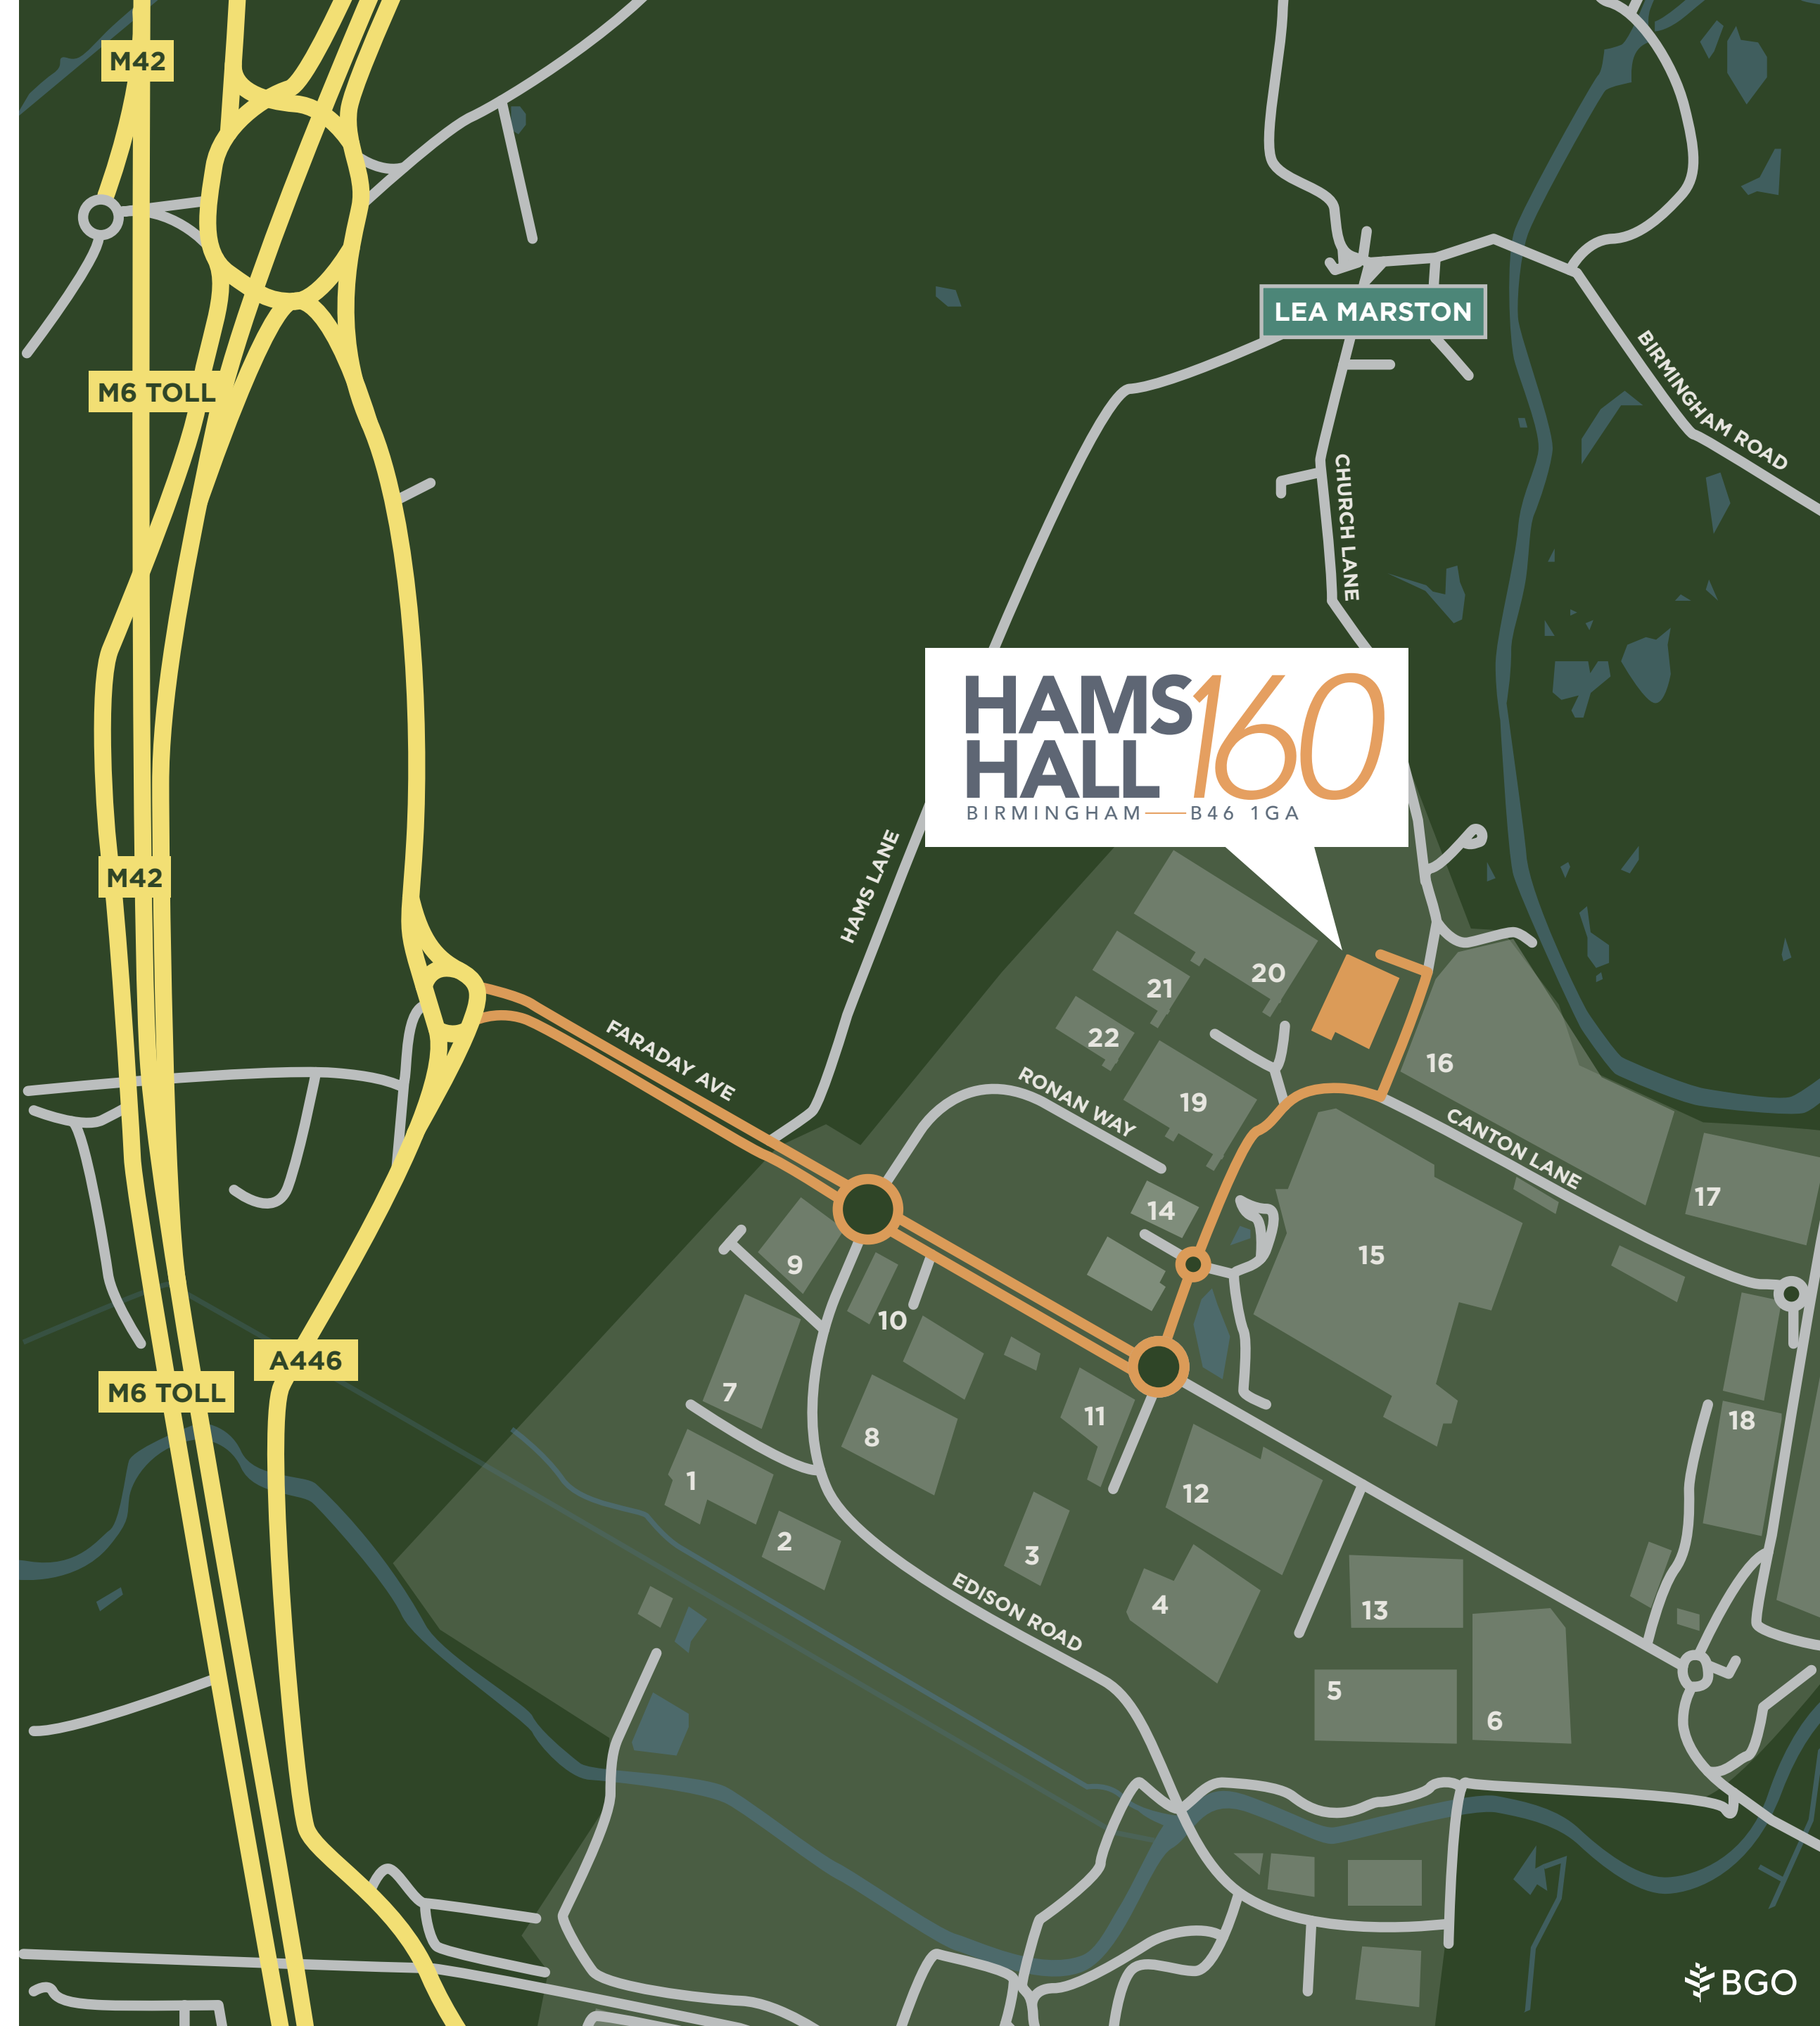 M42
LEA MARSTON
M6 TOLL
BIRMINGHAM ROAD
CHURCH LANE
HAMS
HALL
160
BIRMINGHAM — B46 1GA
M42
HAMS LANE
20
21
22
16
FARADAY AVE
RONAN WAY
19
CANTON LANE
17
14
15
9
10
A446
M6 TOLL
7
11
18
8
1
12
2
3
EDISON ROAD
4
13
5
6
BGO